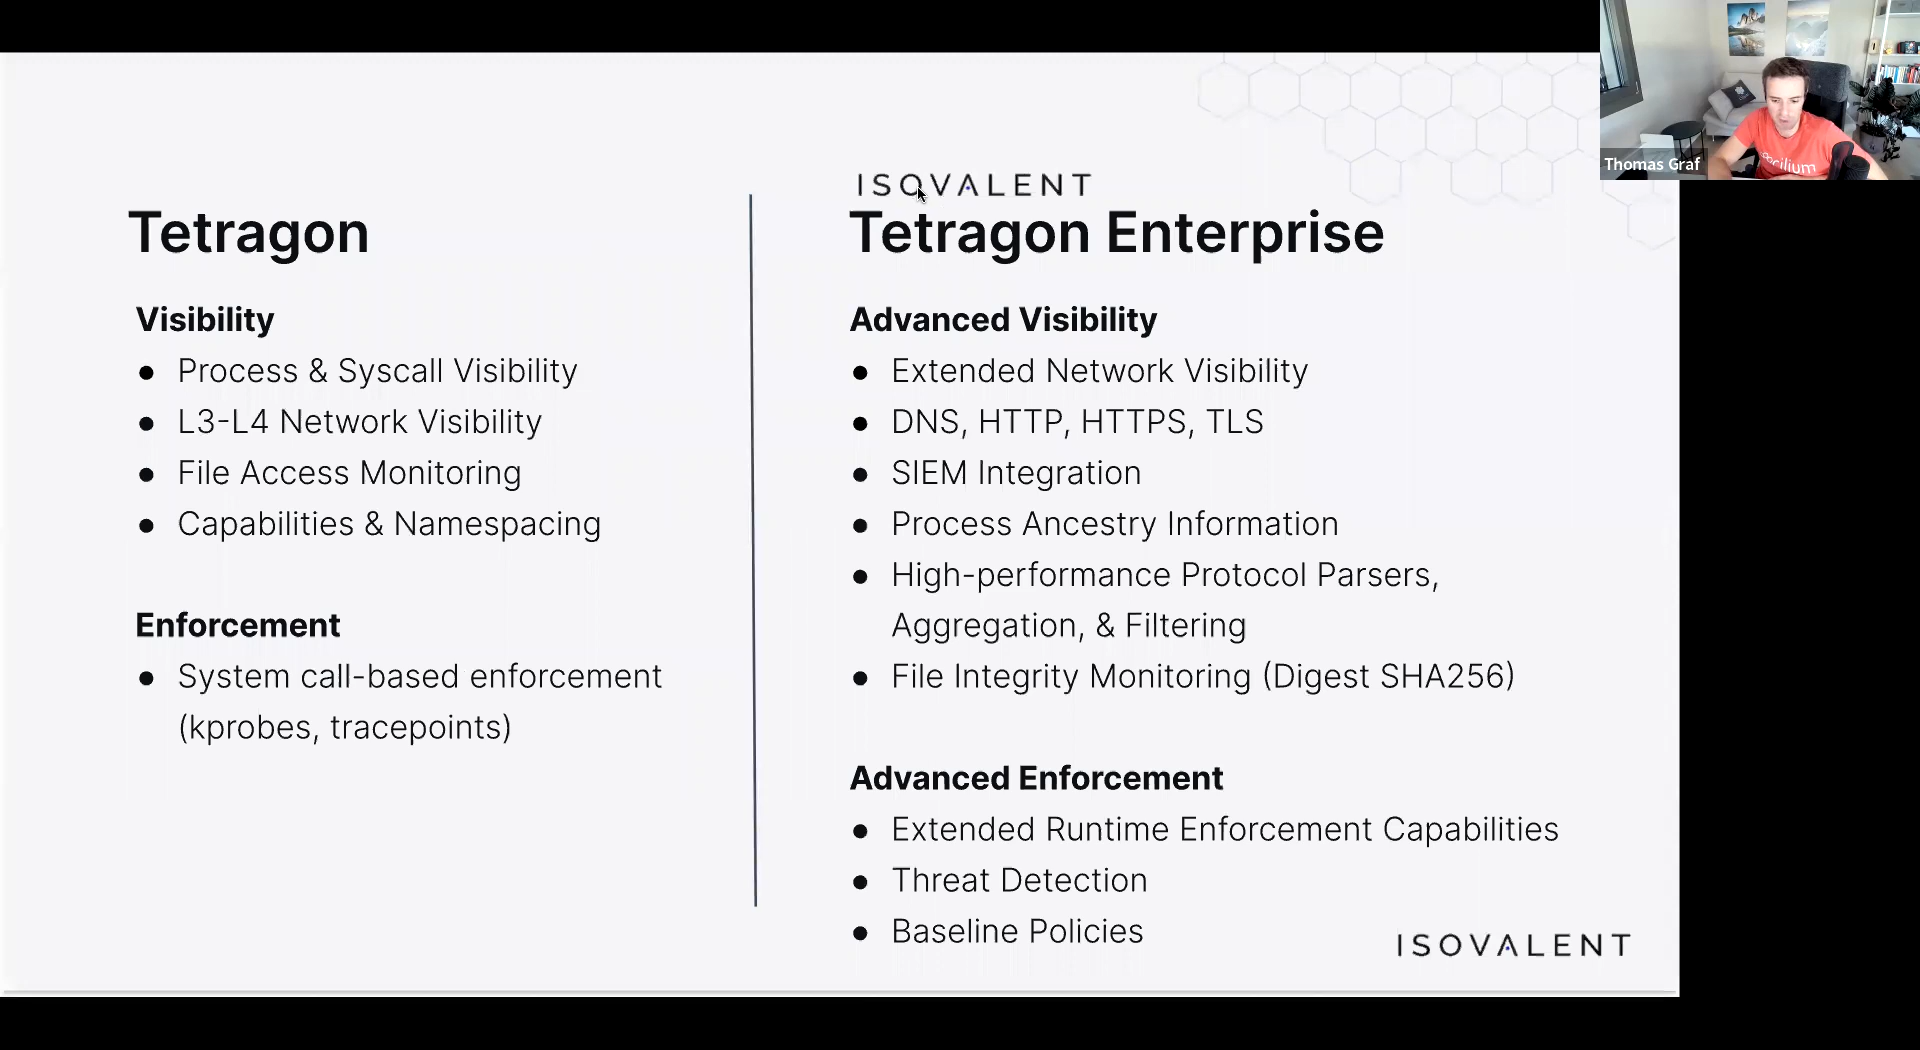 Thomas Graf
cilium
Tetragon
Visibility
● Process & Syscall Visibility
● L3-L4 Network Visibility
● File Access Monitoring
● Capabilities & Namespacing
Enforcement
● System call-based enforcement
(kprobes, tracepoints)
ISOVALENT
Tetragon Enterprise
Advanced Visibility
● Extended Network Visibility
● DNS, HTTP, HTTPS, TLS
● SIEM Integration
● Process Ancestry Information
● High-performance Protocol Parsers,
Aggregation, & Filtering
● File Integrity Monitoring (Digest SHA256)
Advanced Enforcement
● Extended Runtime Enforcement Capabilities
● Threat Detection
● Baseline Policies
ISOVALENT